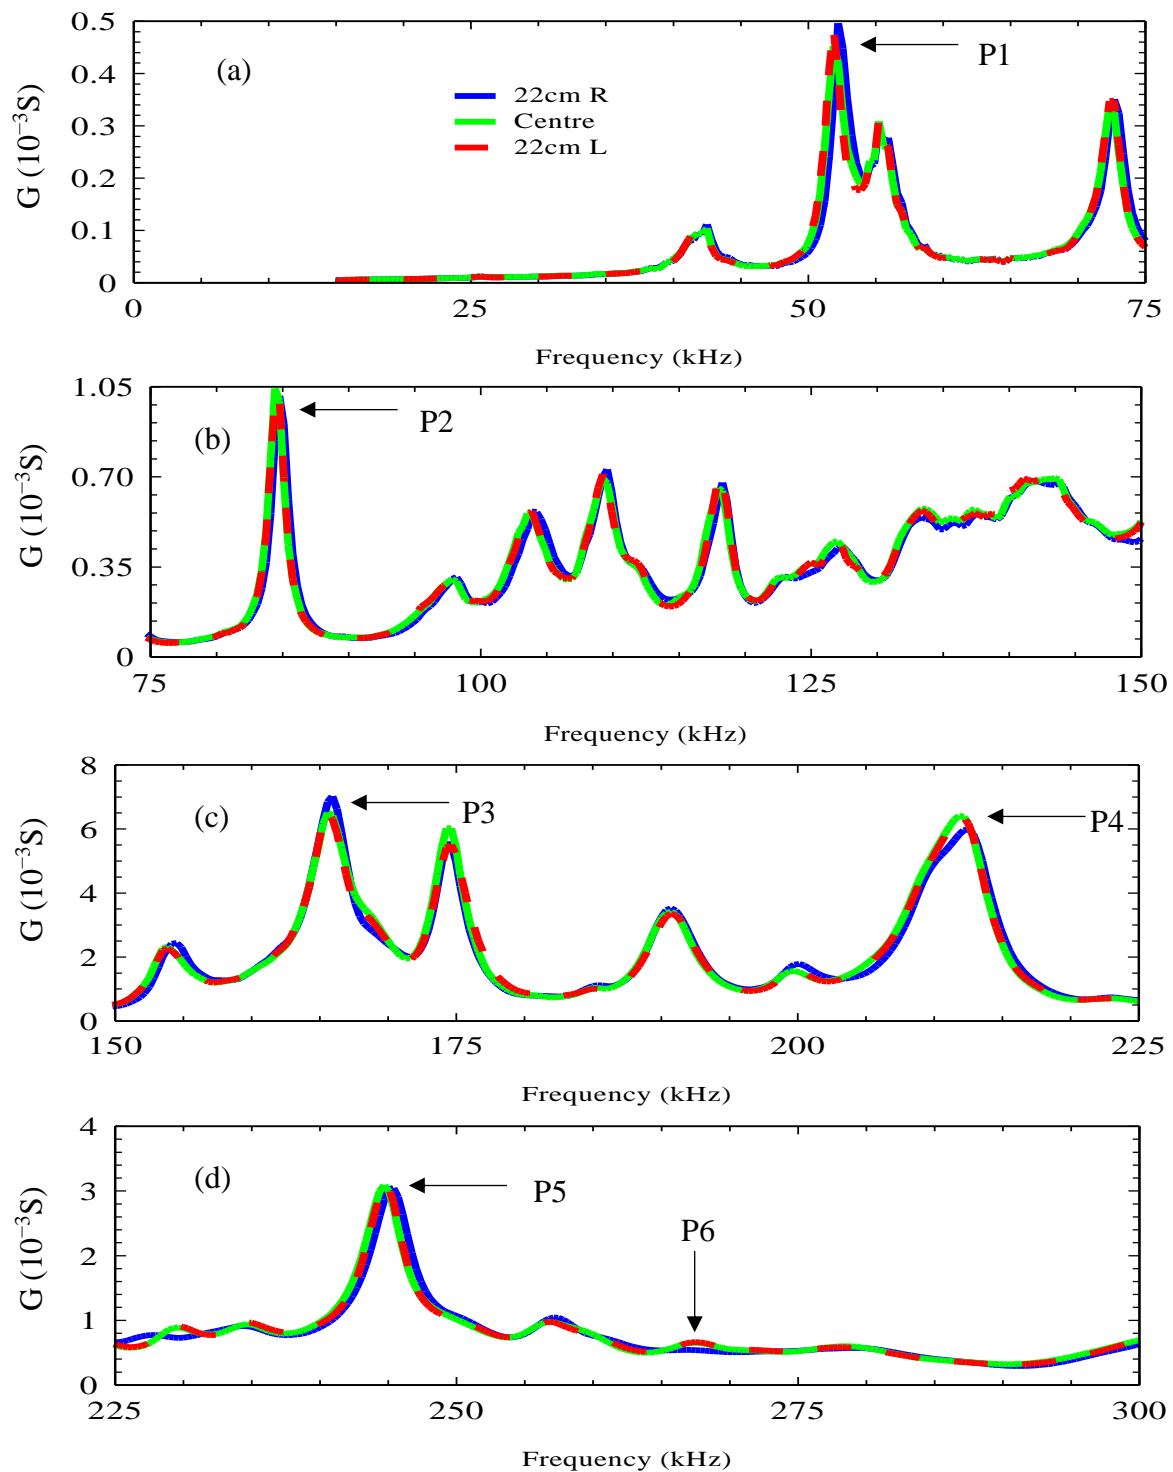 0.5
(a)
P1
0.4
22cm R
Centre
22cm L
0.3
0.2
0.1
0
G (10⁻³S)
0 25 50 75
Frequency (kHz)
1.05
P2
(b)
0.70
0.35
0
G (10⁻³S)
75 100 125 150
Frequency (kHz)
8
(c)
P3
P4
6
4
2
0
G (10⁻³S)
150 175 200 225
Frequency (kHz)
4
(d)
P5
P6
3
2
1
0
G (10⁻³S)
225 250 275 300
Frequency (kHz)